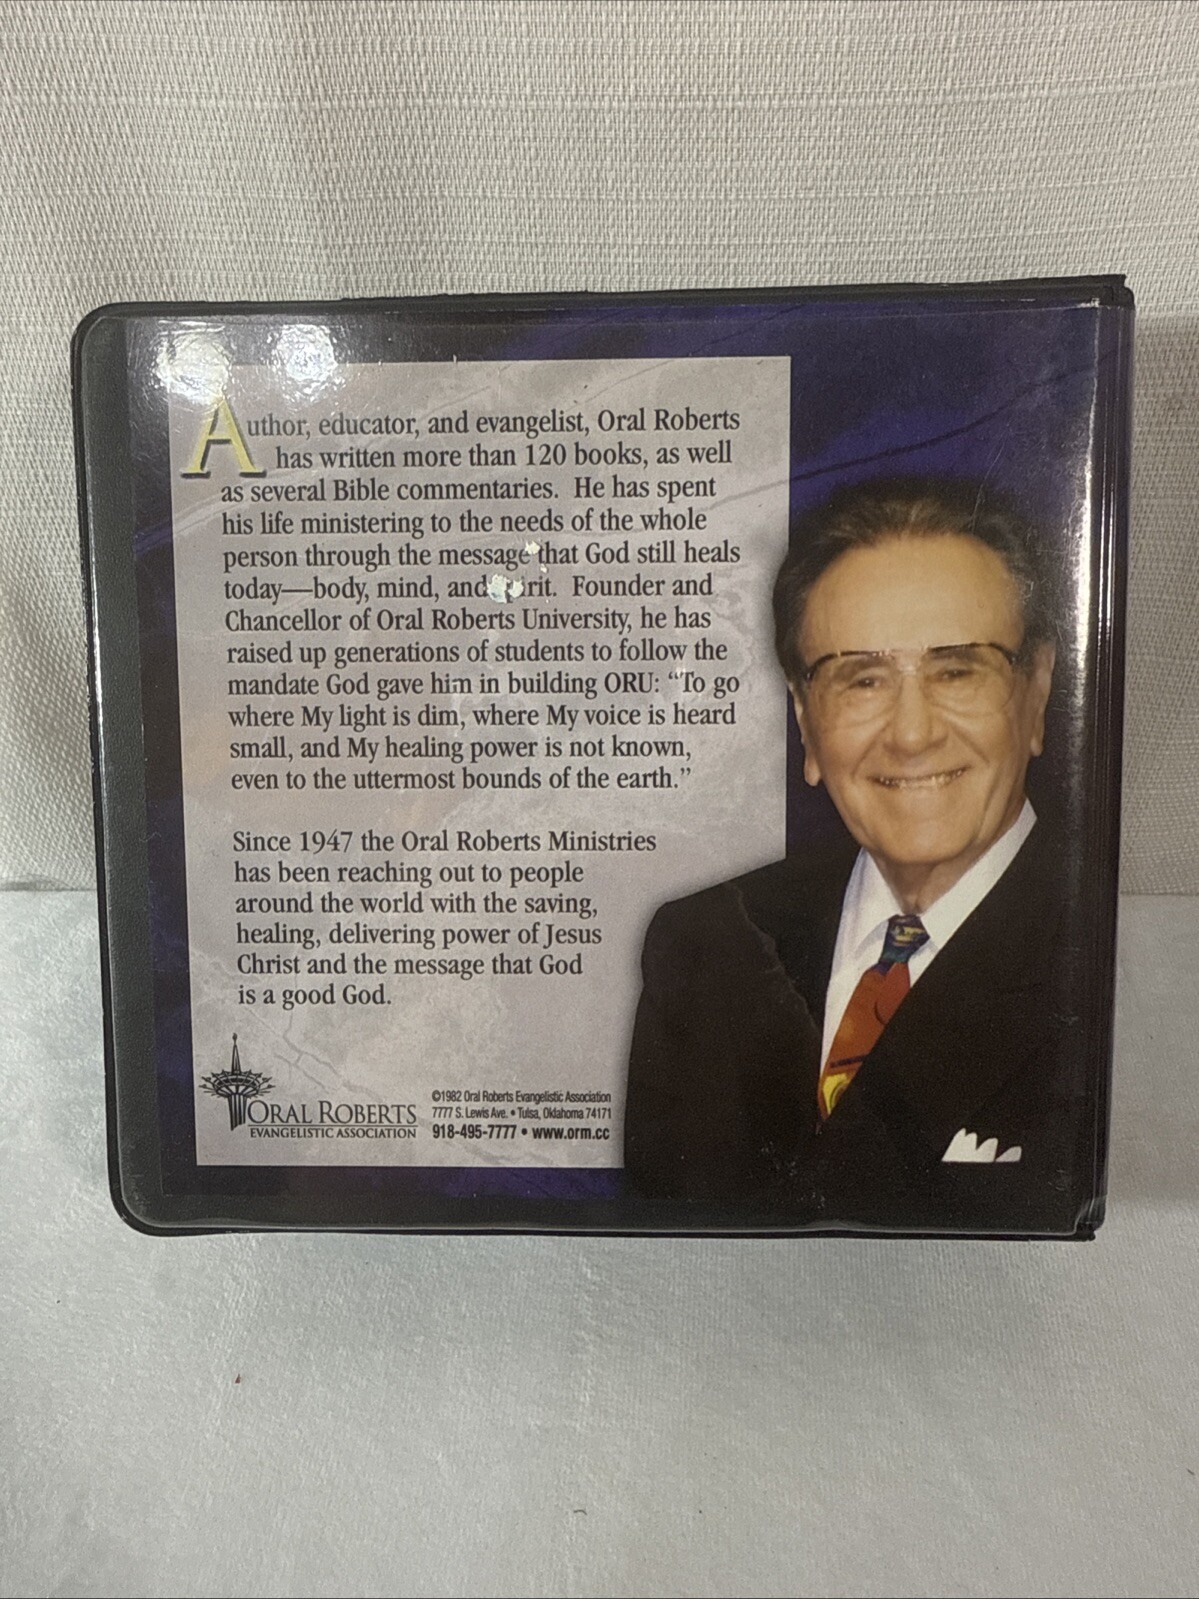 Author, educator, and evangelist, Oral Roberts
has written more than 120 books, as well
as several Bible commentaries. He has spent
his life ministering to the needs of the whole
person through the message that God still heals
today—body, mind, and spirit. Founder and
Chancellor of Oral Roberts University, he has
raised up generations of students to follow the
mandate God gave him in building ORU: “To go
where My light is dim, where My voice is heard
small, and My healing power is not known,
even to the uttermost bounds of the earth.”
Since 1947 the Oral Roberts Ministries
has been reaching out to people
around the world with the saving,
healing, delivering power of Jesus
Christ and the message that God
is a good God.
ORAL ROBERTS
EVANGELISTIC ASSOCIATION
©1982 Oral Roberts Evangelistic Association
7777 S. Lewis Ave. • Tulsa, Oklahoma 74171
918-495-7777 • www.orm.cc